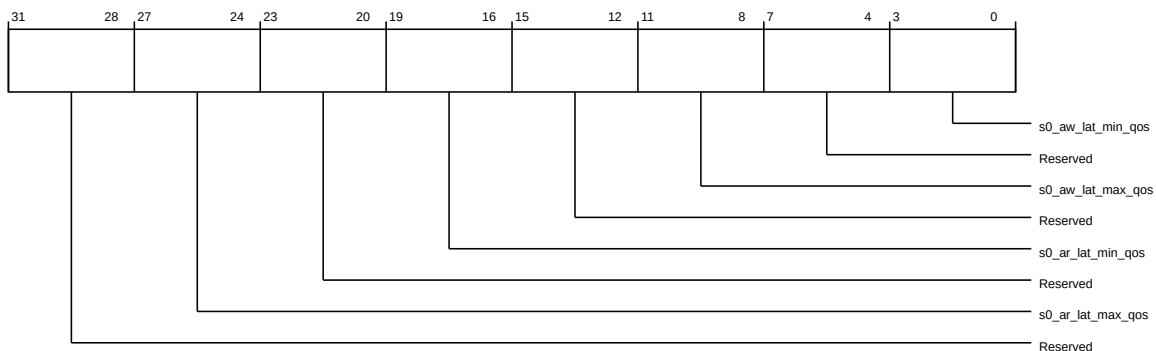 31 28 27 24 23 20 19 16 15 12 11 8 7 4 3 0
s0_aw_lat_min_qos
Reserved
s0_aw_lat_max_qos
Reserved
s0_ar_lat_min_qos
Reserved
s0_ar_lat_max_qos
Reserved